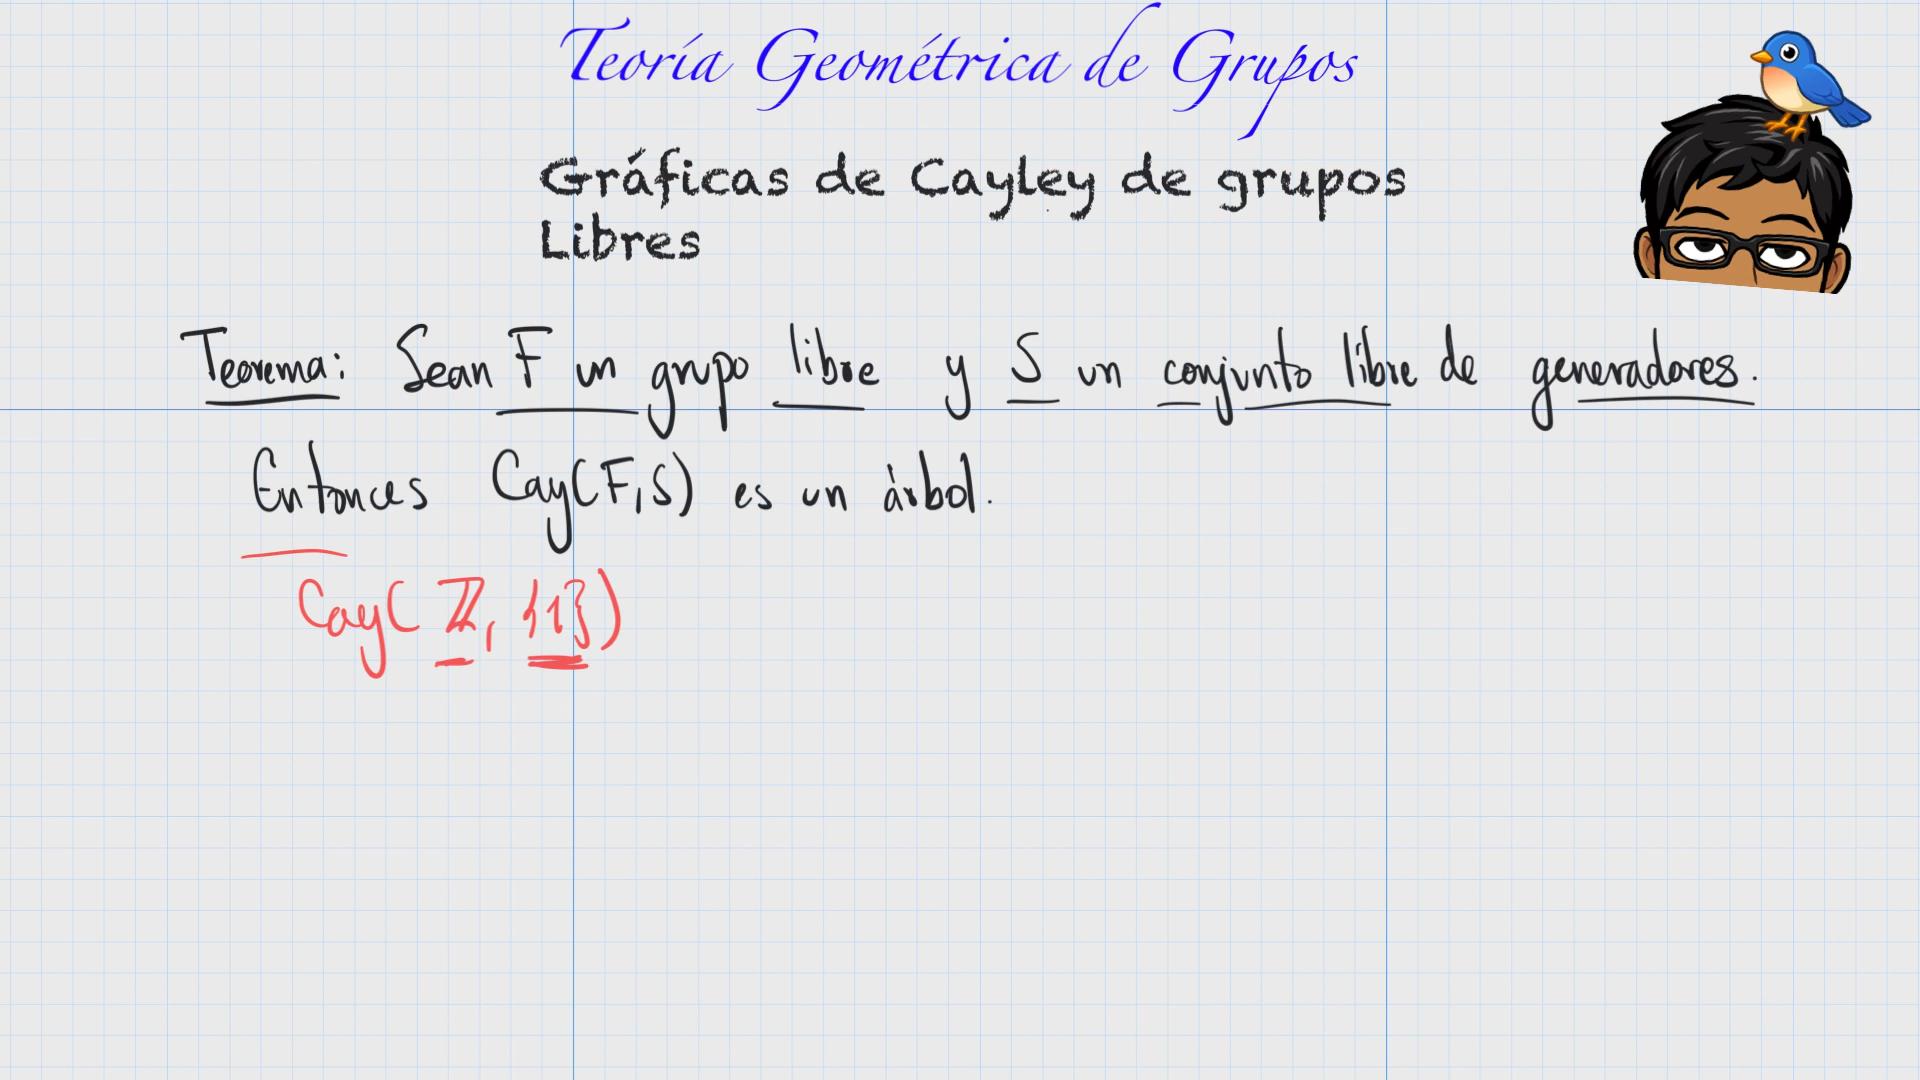 Teoría Geométrica de Grupos
Gráficas de Cayley de grupos
Libres
Teorema: Sean F un grupo libre y S un conjunto libre de generadores.
Entonces Cay(F,S) es un árbol.
Cay(ℤ, {1})